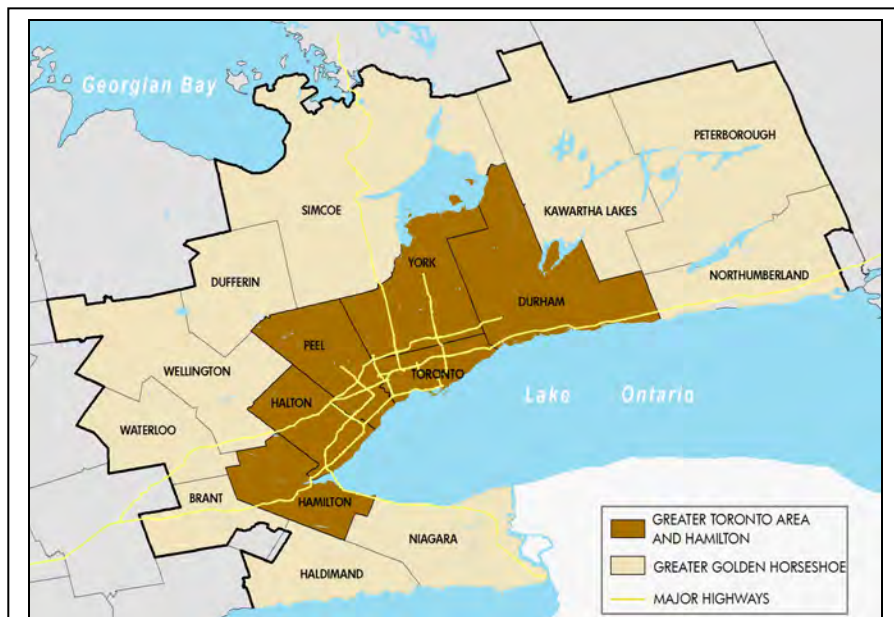 Georgian Bay
PETERBOROUGH
SIMCOE
KAWARTHA LAKES
YORK
NORTHUMBERLAND
DUFFERIN
DURHAM
PEEL
WELLINGTON
TORONTO
Lake Ontario
HALTON
WATERLOO
BRANT
HAMILTON
NIAGARA
HALDIMAND
GREATER TORONTO AREA
AND HAMILTON
GREATER GOLDEN HORSESHOE
MAJOR HIGHWAYS